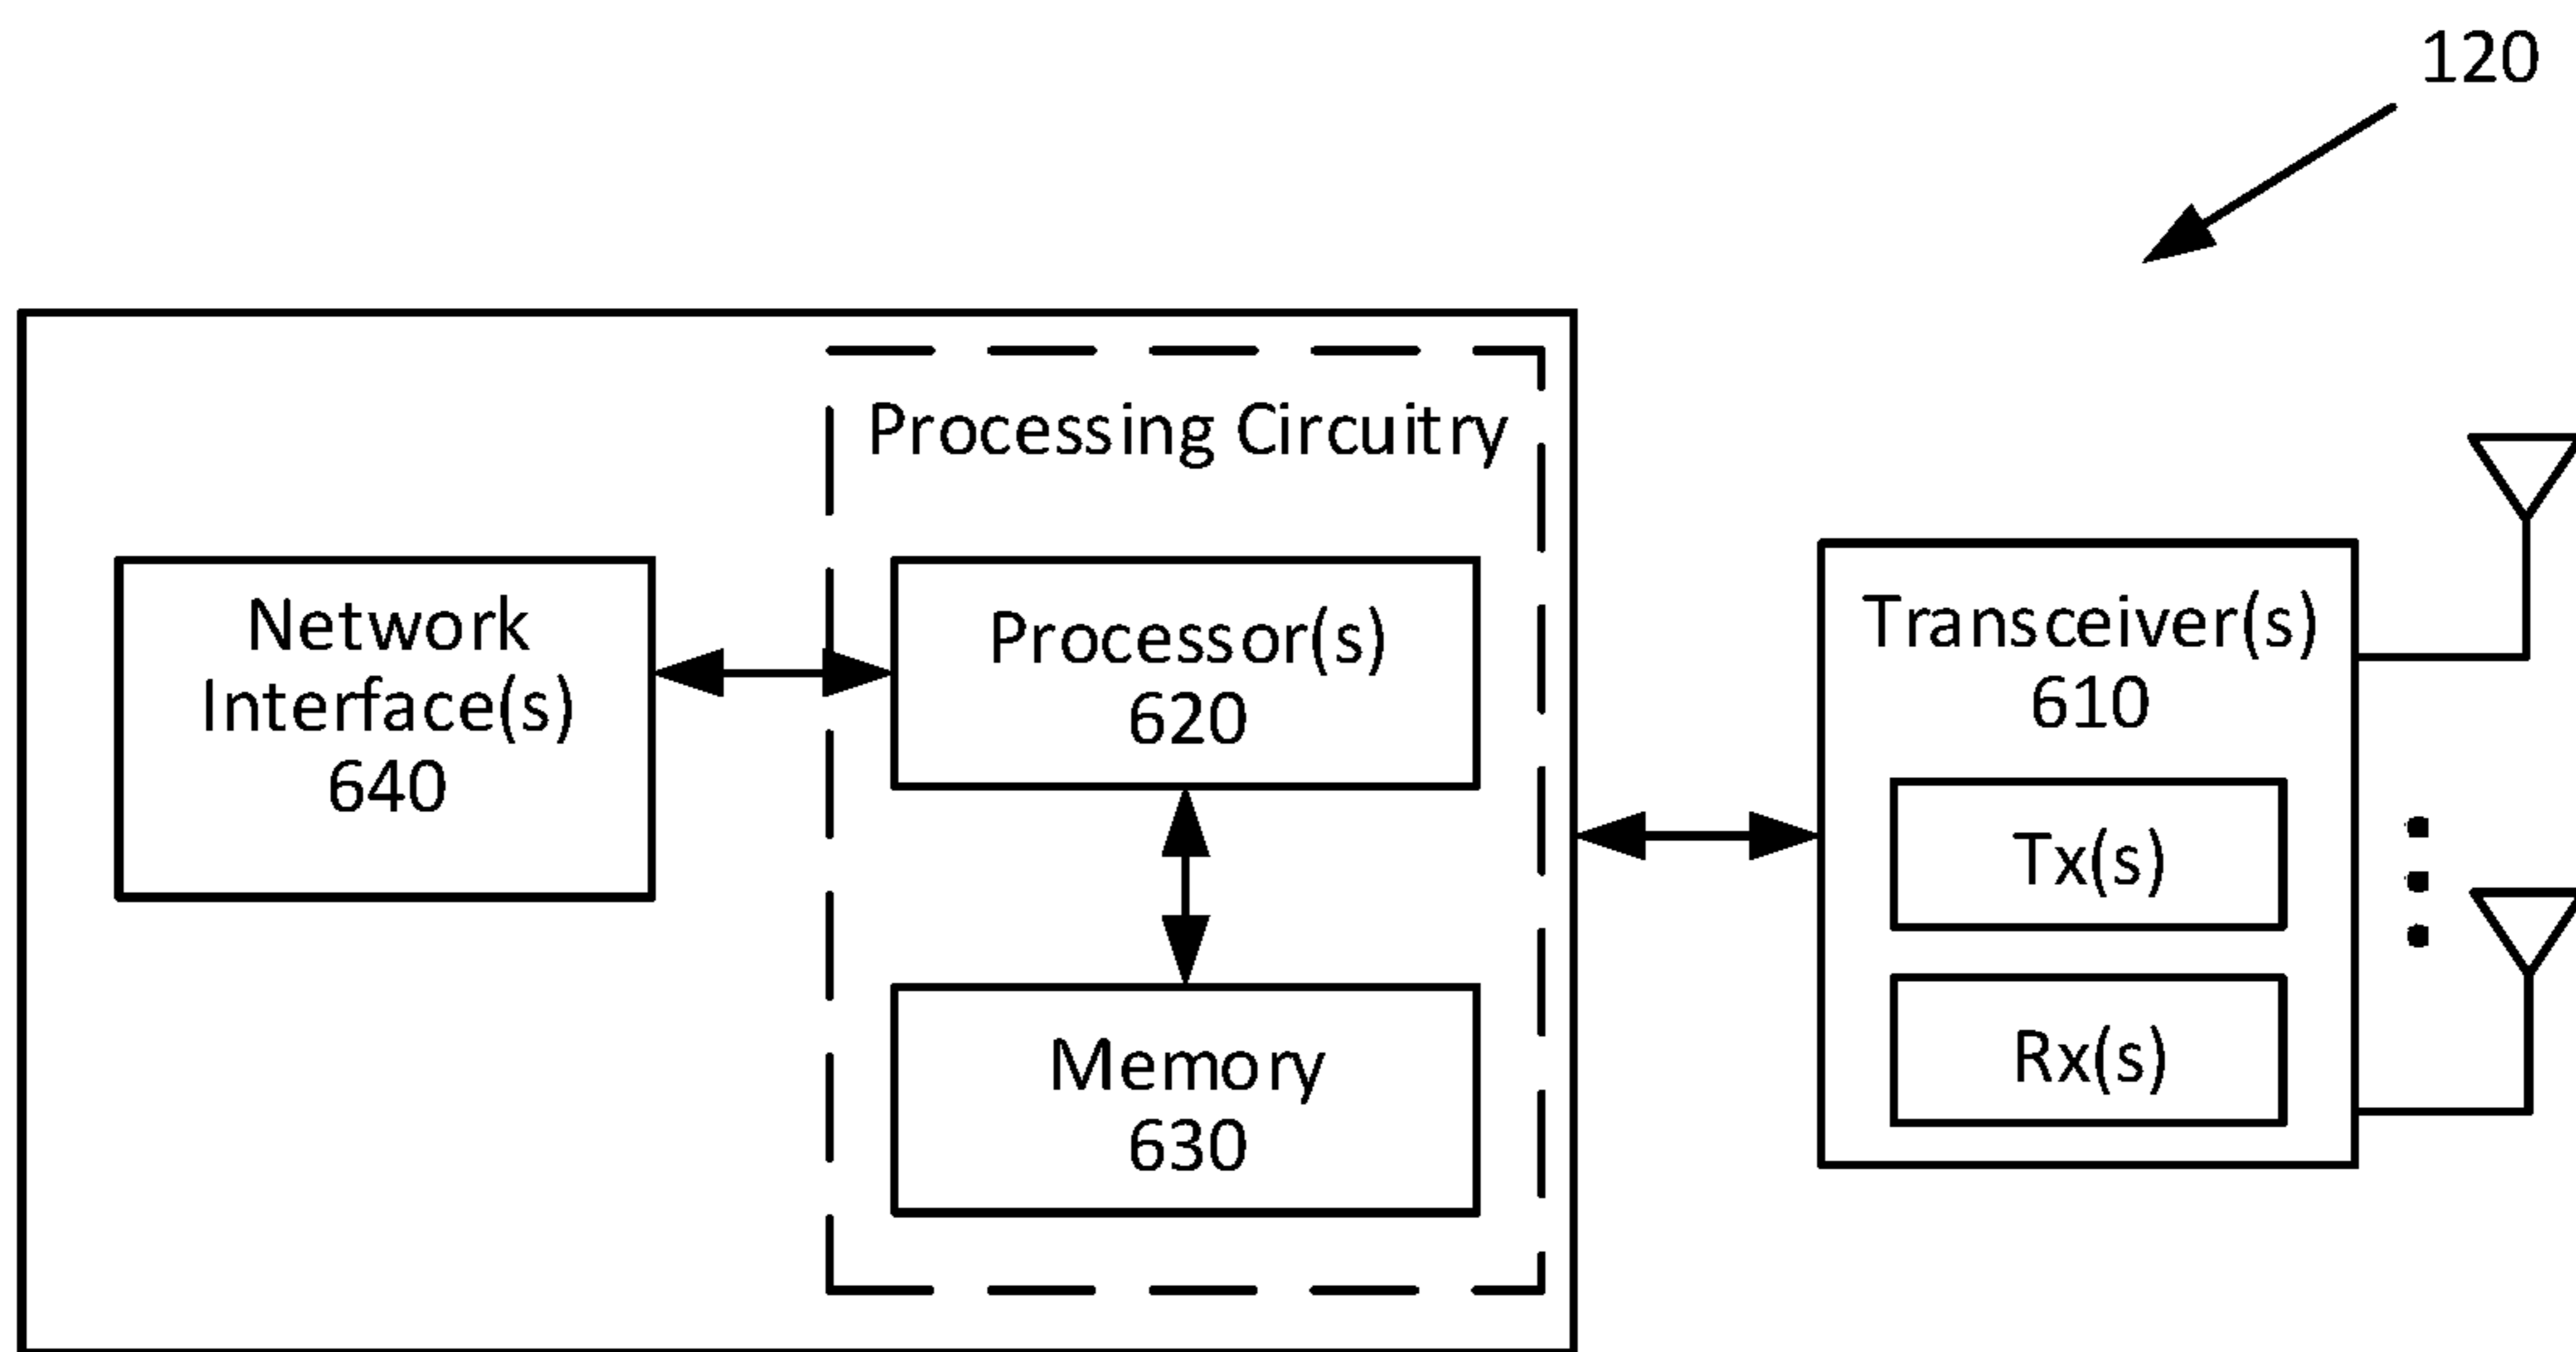 120
Processing Circuitry
Network
Interface(s)
640
Processor(s)
620
Memory
630
Transceiver(s)
610
Tx(s)
Rx(s)